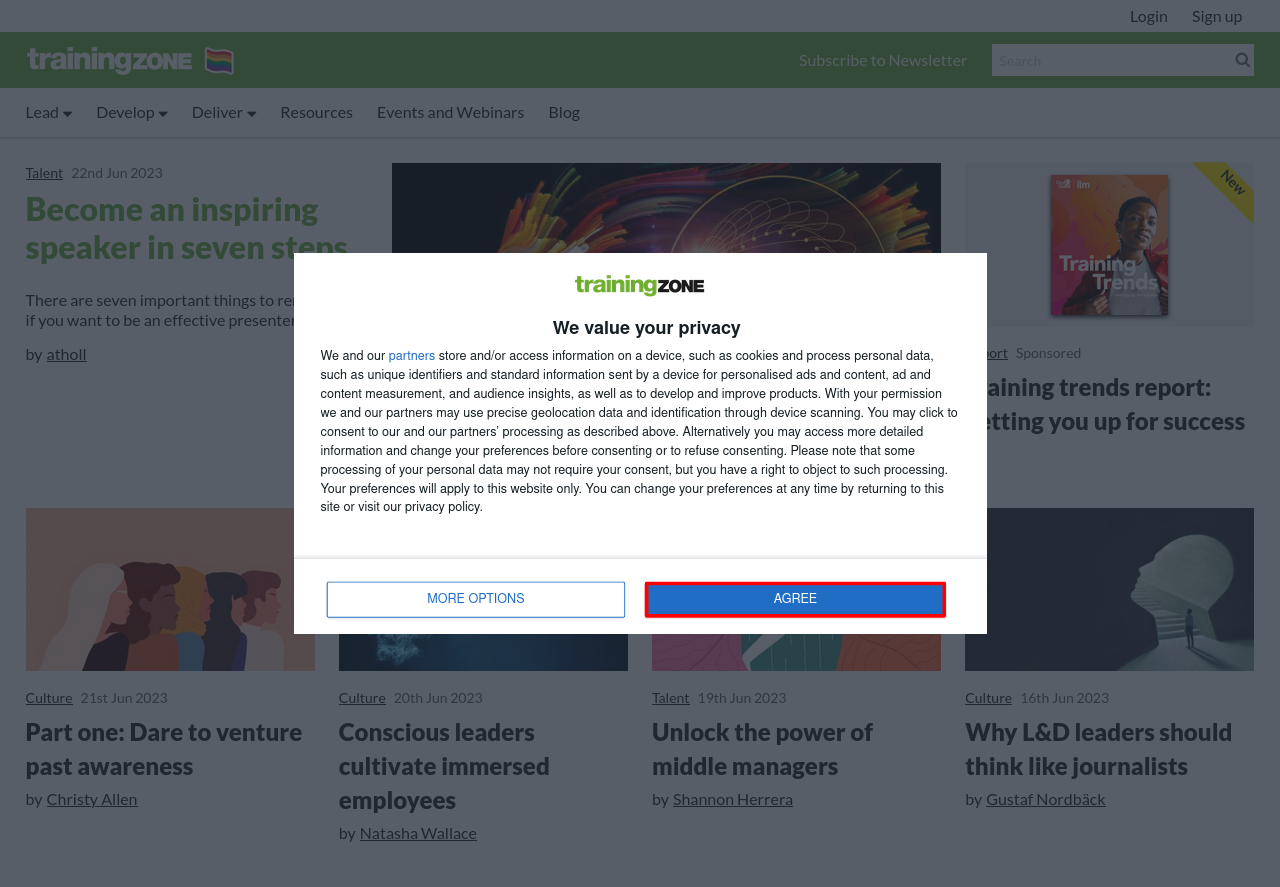 Login Sign up
trainingzone Subscribe to Newsletter Search
Lead Develop Deliver Resources Events and Webinars Blog
Talent 22nd Jun 2023
Become an inspiring
speaker in seven steps
There are seven important things to
if you want to be an effective presenter
by atholl
New
ilm
Training
Trends
Sponsored
trends report:
you up for success
trainingzone
We value your privacy
We and our partners store and/or access information on a device, such as cookies and process personal data,
such as unique identifiers and standard information sent by a device for personalised ads and content, ad and
content measurement, and audience insights, as well as to develop and improve products. With your permission
we and our partners may use precise geolocation data and identification through device scanning. You may click to
consent to our and our partners’ processing as described above. Alternatively you may access more detailed
information and change your preferences before consenting or to refuse consenting. Please note that some
processing of your personal data may not require your consent, but you have a right to object to such processing.
Your preferences will apply to this website only. You can change your preferences at any time by returning to this
site or visit our privacy policy.
MORE OPTIONS AGREE
Culture 21st Jun 2023
Part one: Dare to venture
past awareness
by Christy Allen
Culture 20th Jun 2023
Conscious leaders
cultivate immersed
employees
by Natasha Wallace
Talent 19th Jun 2023
Unlock the power of
middle managers
by Shannon Herrera
Culture 16th Jun 2023
Why L&D leaders should
think like journalists
by Gustaf Nordbäck